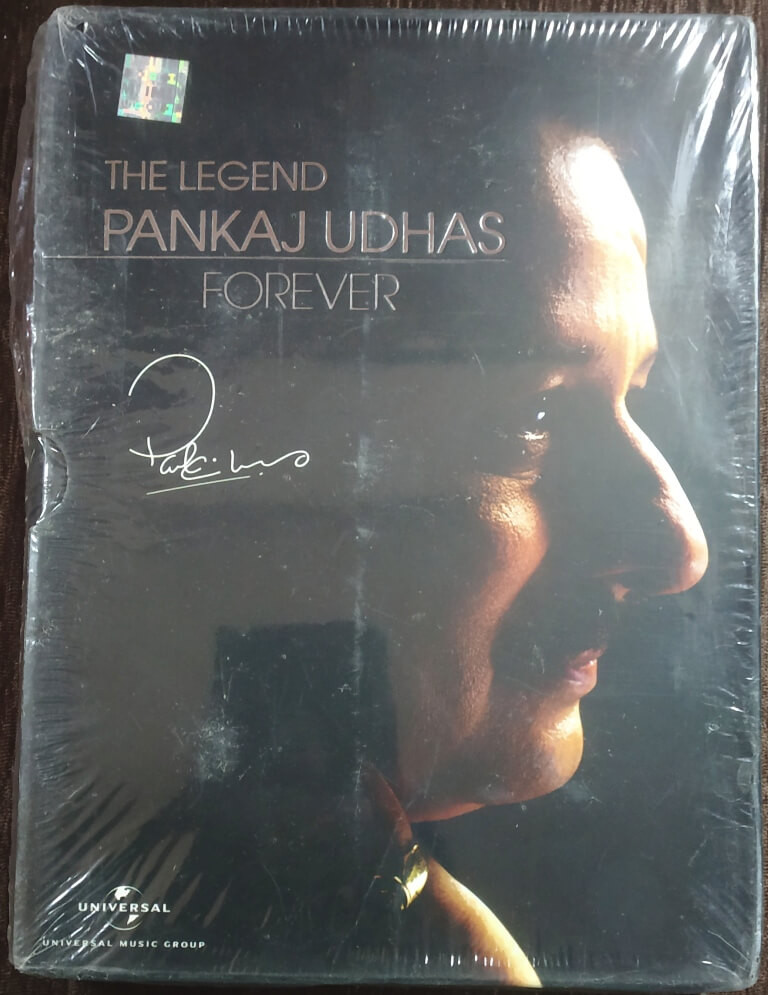 THE LEGEND
PANKAJ UDHAS
FOREVER
UNIVERSAL
UNIVERSAL MUSIC GROUP